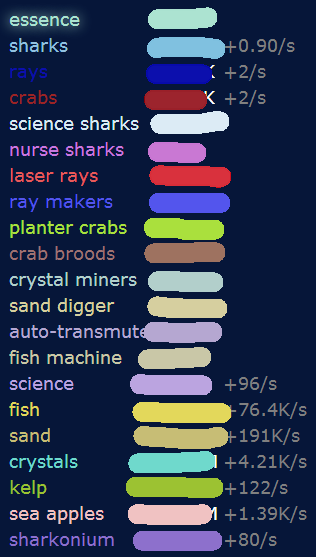 essence
sharks +0.90/s
rays K +2/s
crabs K +2/s
science sharks
nurse sharks
laser rays
ray makers
planter crabs
crab broods
crystal miners
sand digger
auto-transmute
fish machine
science +96/s
fish +76.4K/s
sand +191K/s
crystals +4.21K/s
kelp +122/s
sea apples M +1.39K/s
sharkonium +80/s